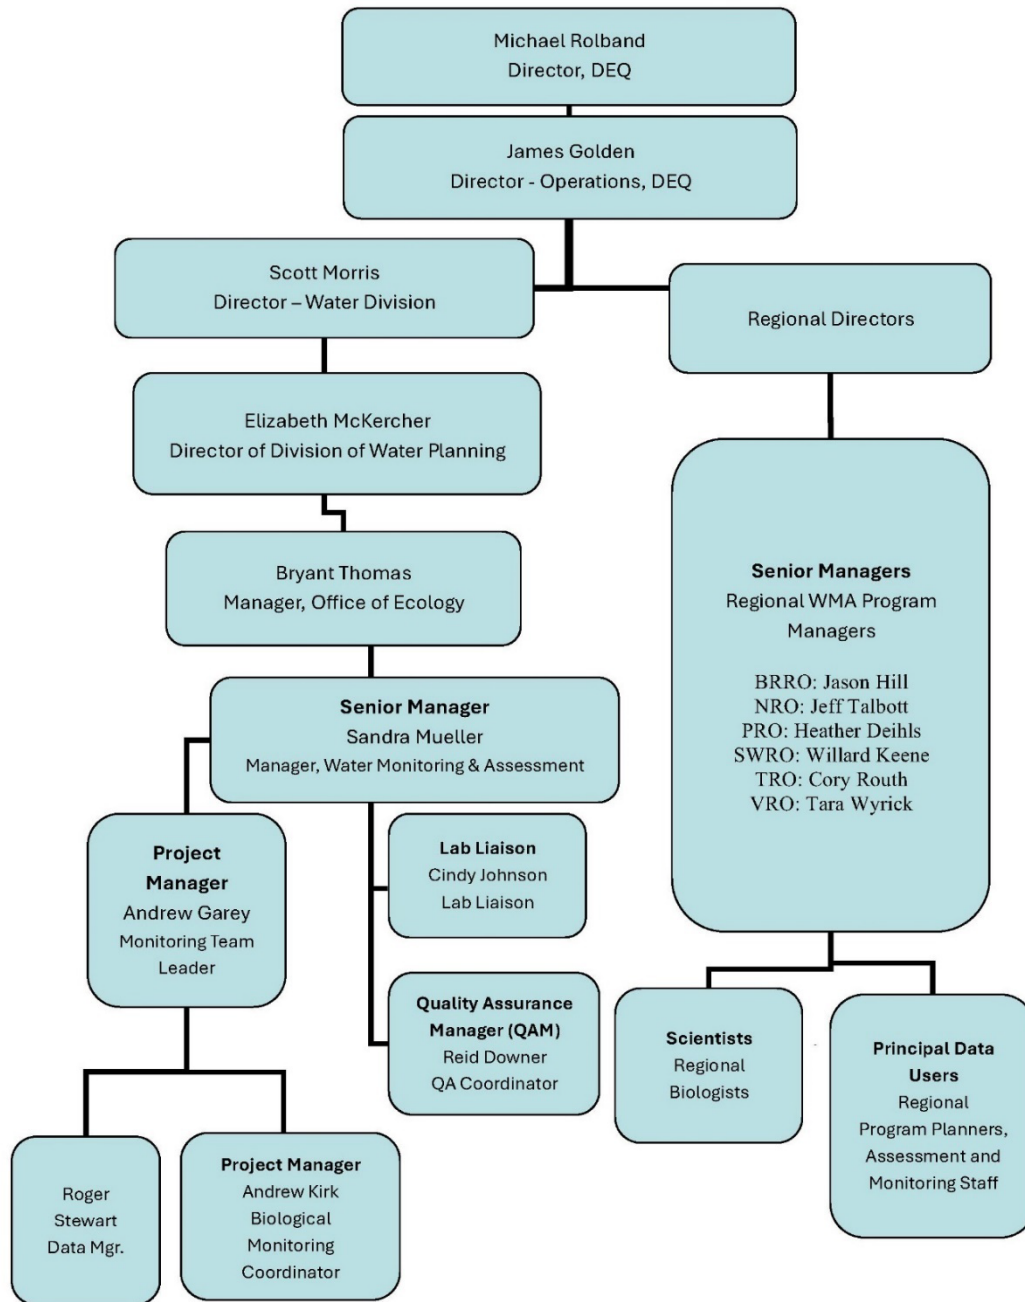 Michael Rolband
Director, DEQ
James Golden
Director - Operations, DEQ
Scott Morris
Director – Water Division
Regional Directors
Elizabeth McKercher
Director of Division of Water Planning
Bryant Thomas
Manager, Office of Ecology
Senior Managers
Regional WMA Program
Managers
BRRO: Jason Hill
NRO: Jeff Talbott
PRO: Heather Deihls
SWRO: Willard Keene
TRO: Cory Routh
VRO: Tara Wyrick
Senior Manager
Sandra Mueller
Manager, Water Monitoring & Assessment
Project
Manager
Andrew Garey
Monitoring Team
Leader
Lab Liaison
Cindy Johnson
Lab Liaison
Quality Assurance
Manager (QAM)
Reid Downer
QA Coordinator
Scientists
Regional
Biologists
Principal Data
Users
Regional
Program Planners,
Assessment and
Monitoring Staff
Roger
Stewart
Data Mgr.
Project Manager
Andrew Kirk
Biological
Monitoring
Coordinator